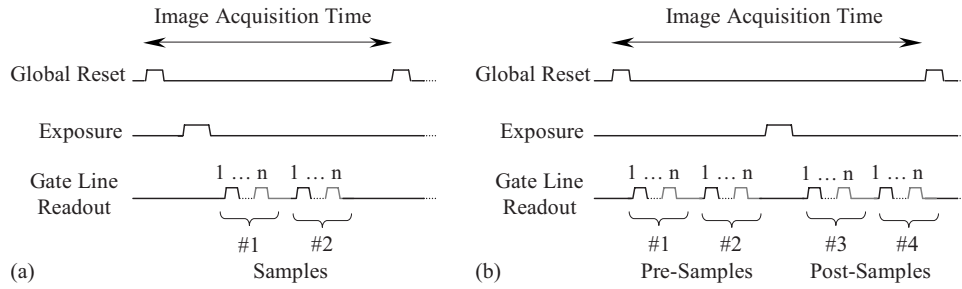 Image Acquisition Time
Global Reset
Exposure
1 … n 1 … n
Gate Line
Readout
#1 #2
(a) Samples
Image Acquisition Time
Global Reset
Exposure
1 … n 1 … n 1 … n 1 … n
Gate Line
Readout
#1 #2 #3 #4
(b) Pre-Samples Post-Samples